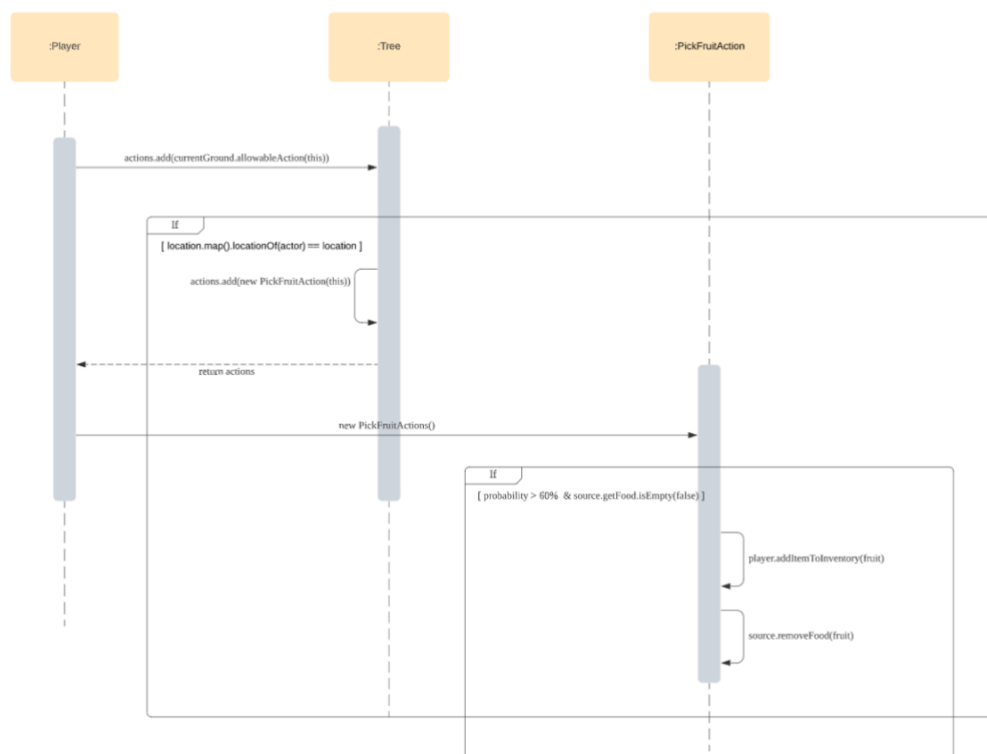 :Player
:Tree
:PickFruitAction
actions.add(currentGround.allowableAction(this))
If
[ location.map().locationOf(actor) == location ]
actions.add(new PickFruitAction(this))
return actions
new PickFruitActions()
If
[ probability > 60% & source.getFood.isEmpty(false) ]
player.addItemToInventory(fruit)
source.removeFood(fruit)